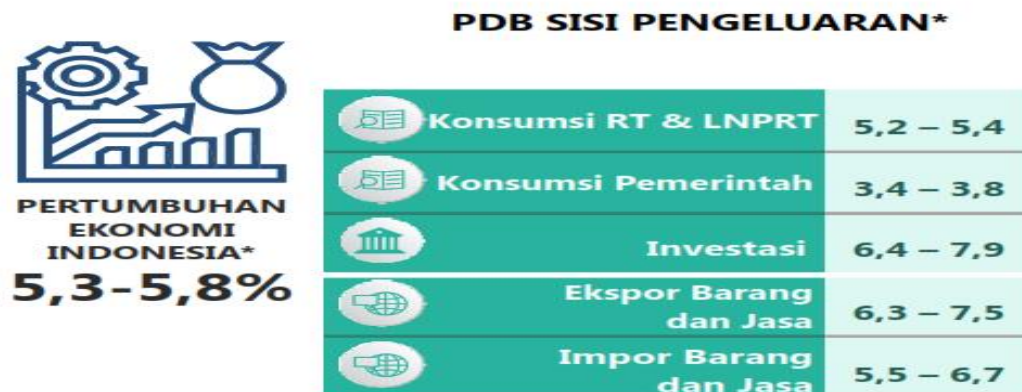 PDB SISI PENGELUARAN*
PERTUMBUHAN
EKONOMI
INDONESIA*
5,3-5,8%
Konsumsi RT & LNPRT 5,2 – 5,4
Konsumsi Pemerintah 3,4 – 3,8
Investasi 6,4 – 7,9
Ekspor Barang
dan Jasa 6,3 – 7,5
Impor Barang
dan Jasa 5,5 – 6,7